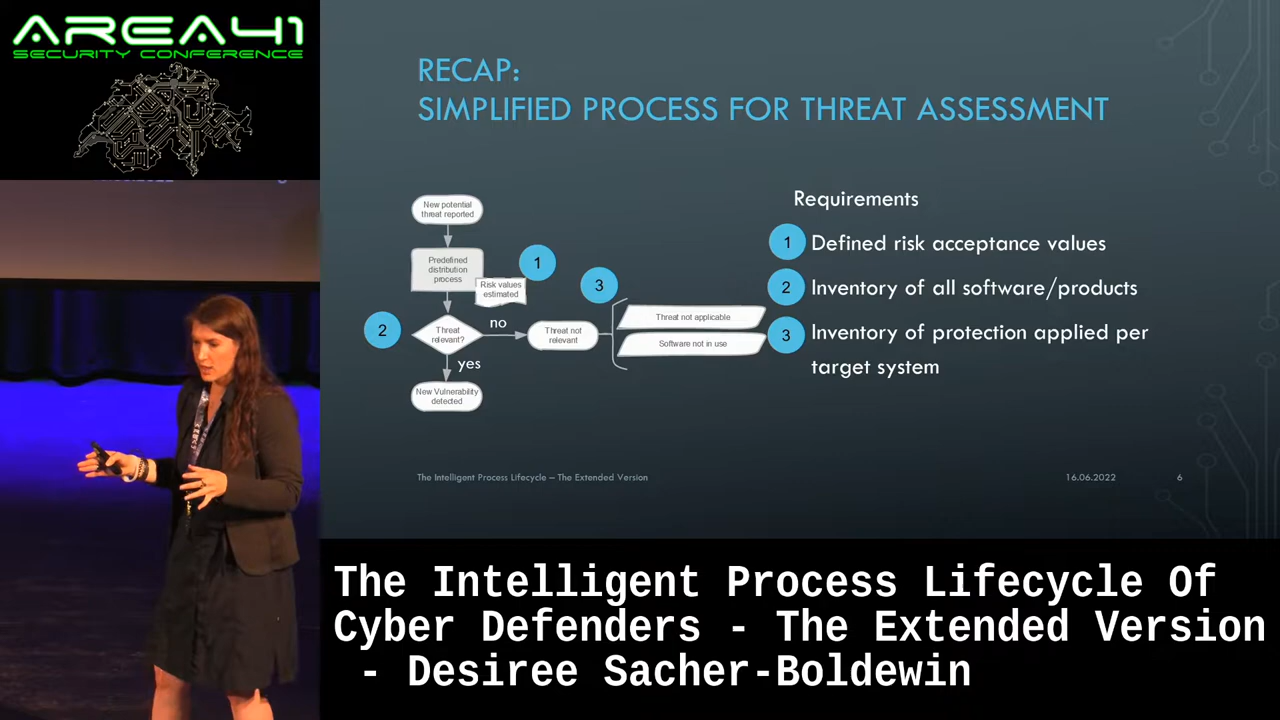 AREA41
SECURITY CONFERENCE
RECAP:
SIMPLIFIED PROCESS FOR THREAT ASSESSMENT
New potential
threat reported
Predefined
distribution
process
Risk values
estimated
1
3
2
Threat
relevant?
no
Threat not
relevant
Threat not applicable
Software not in use
yes
New Vulnerability
detected
Requirements
1 Defined risk acceptance values
2 Inventory of all software/products
3 Inventory of protection applied per
target system
The Intelligent Process Lifecycle – The Extended Version
16.06.2022
6
The Intelligent Process Lifecycle Of
Cyber Defenders - The Extended Version
- Desiree Sacher-Boldewin